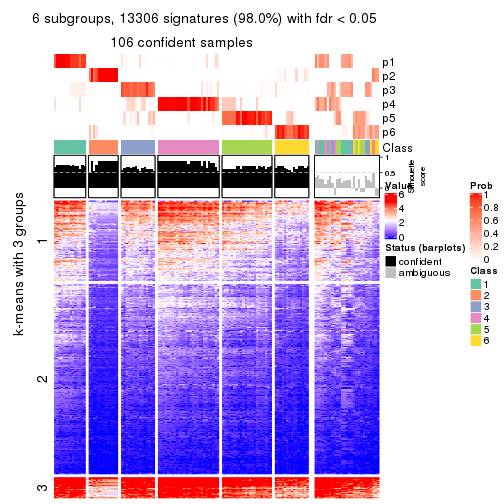 6 subgroups, 13306 signatures (98.0%) with fdr < 0.05
106 confident samples
p1
p2
p3
p4
p5
p6
Class
1
0.5
0
Silhouette
score
k-means with 3 groups
1
2
3
Value
6
4
2
0
Status (barplots)
confident
ambiguous
Prob
1
0.8
0.6
0.4
0.2
0
Class
1
2
3
4
5
6